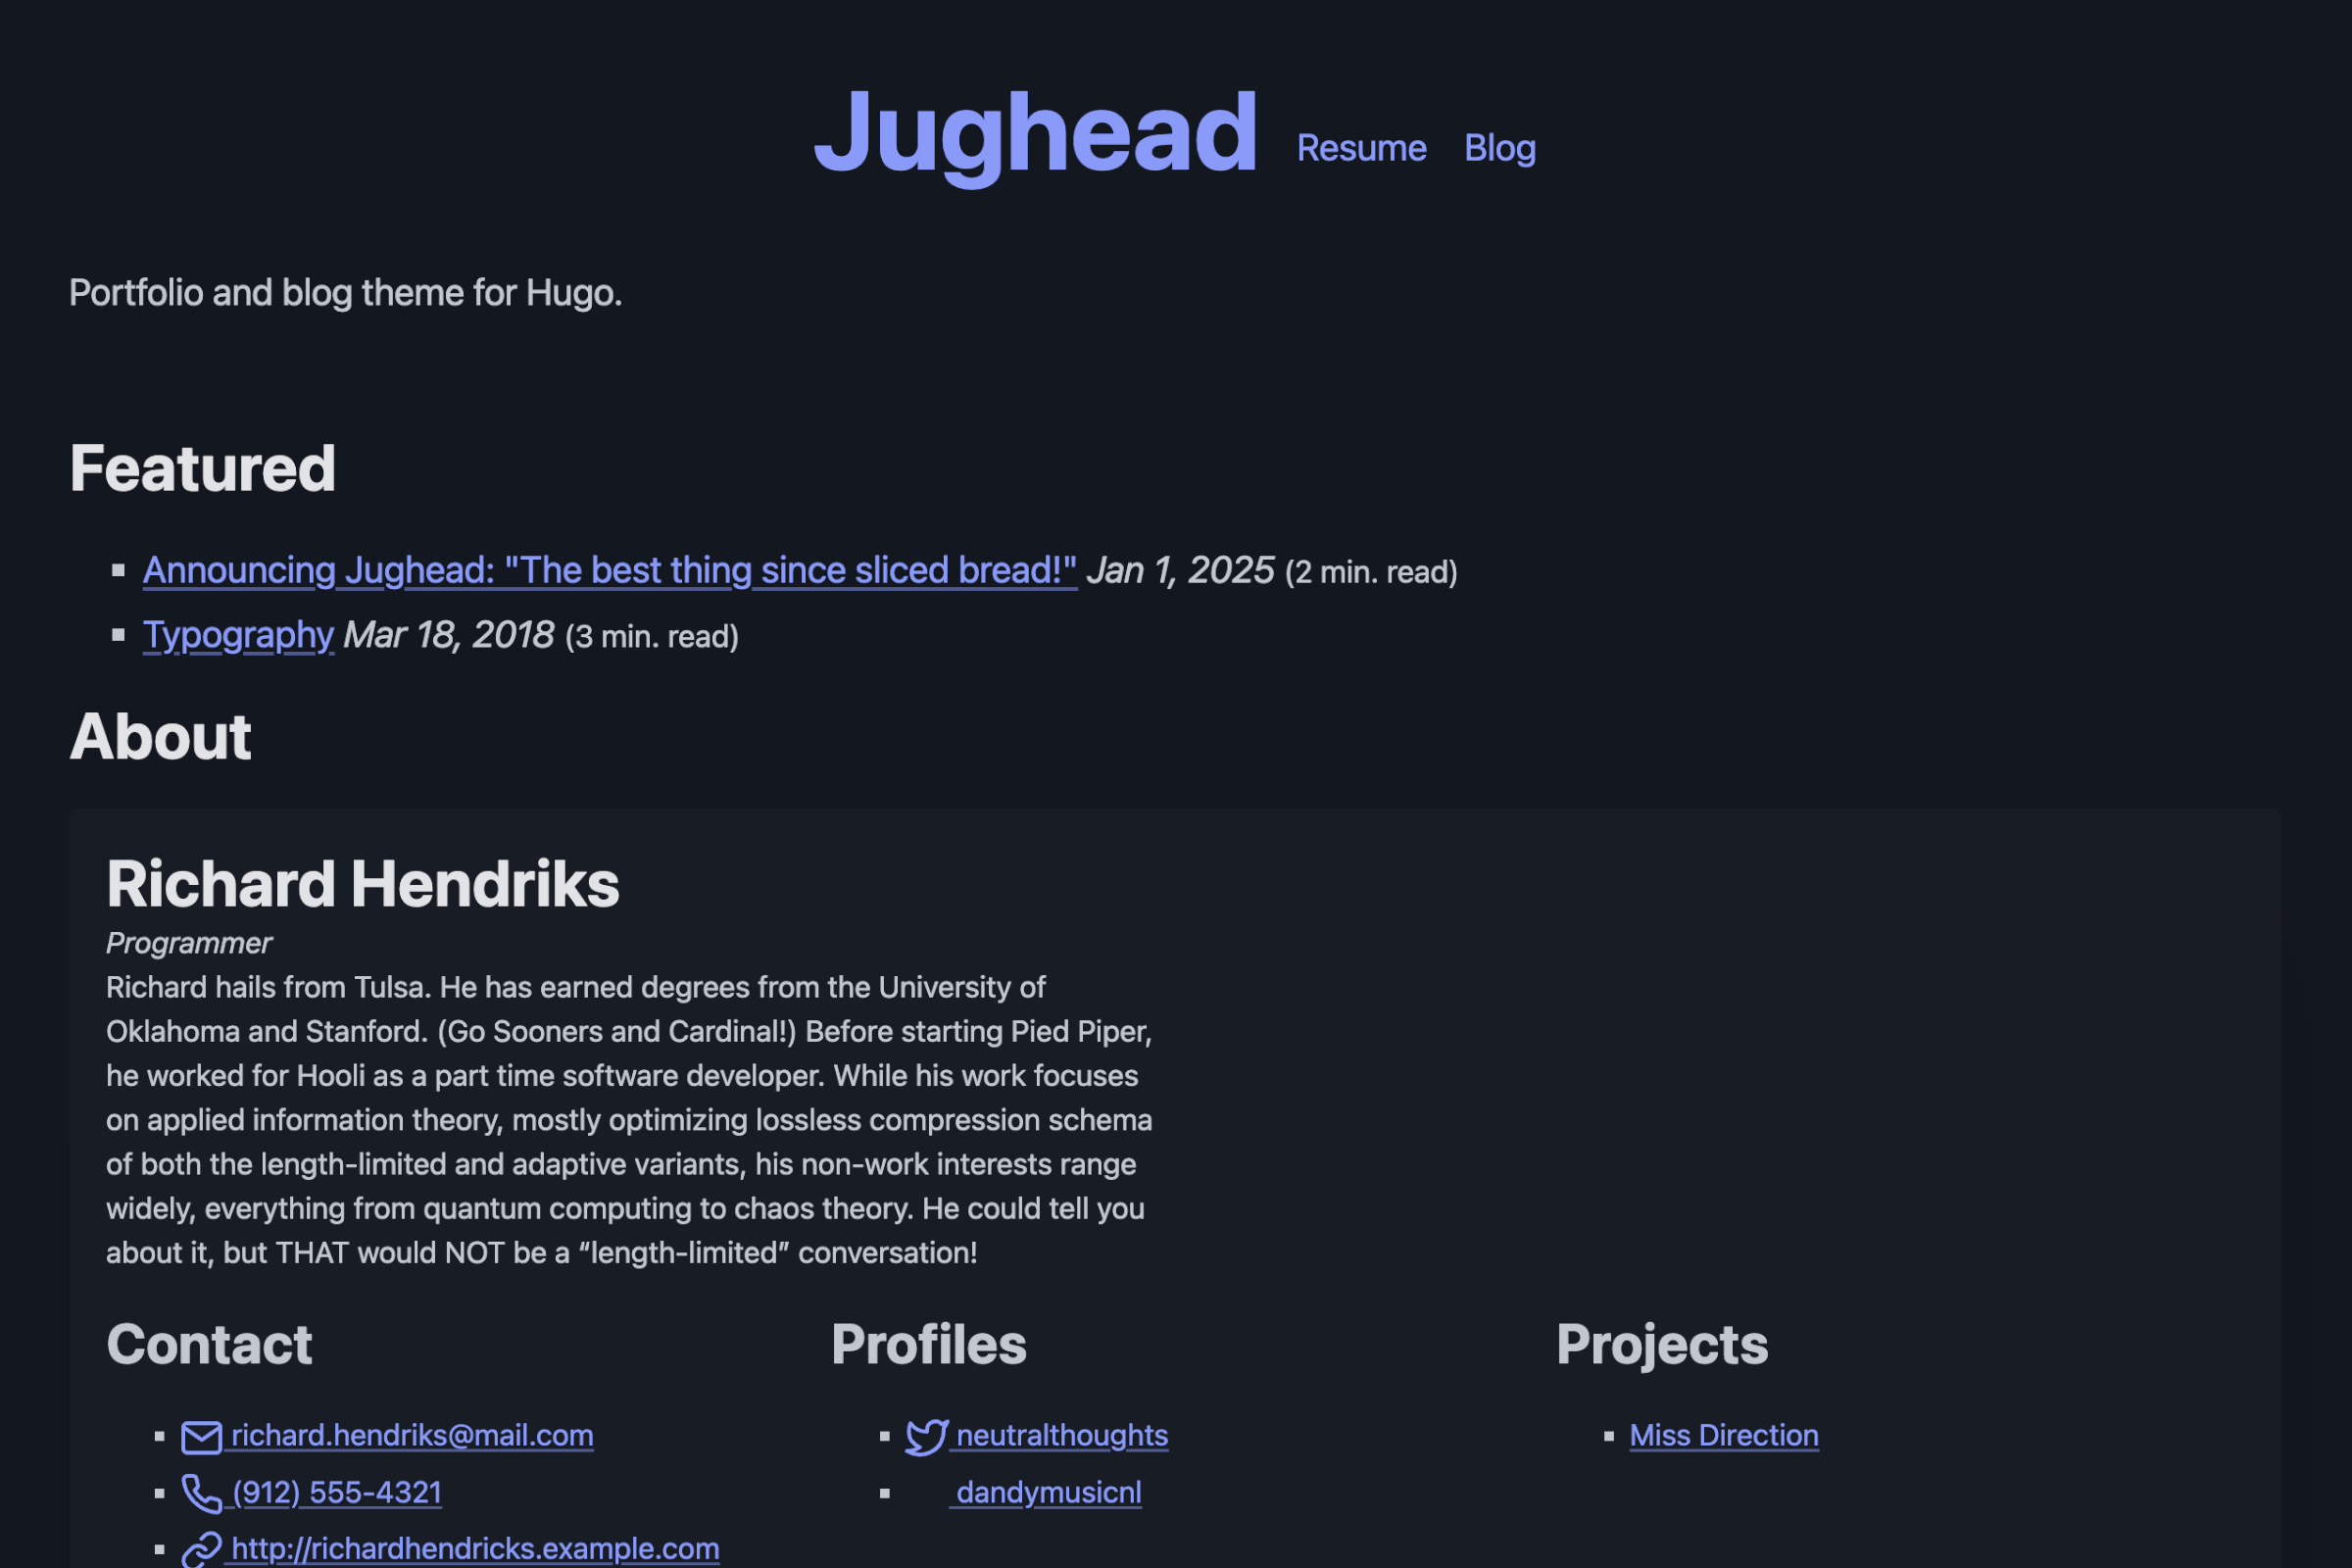 Jughead Resume Blog
Portfolio and blog theme for Hugo.
Featured
Announcing Jughead: "The best thing since sliced bread!" Jan 1, 2025 (2 min. read)
Typography Mar 18, 2018 (3 min. read)
About
Richard Hendriks
Programmer
Richard hails from Tulsa. He has earned degrees from the University of
Oklahoma and Stanford. (Go Sooners and Cardinal!) Before starting Pied Piper,
he worked for Hooli as a part time software developer. While his work focuses
on applied information theory, mostly optimizing lossless compression schema
of both the length-limited and adaptive variants, his non-work interests range
widely, everything from quantum computing to chaos theory. He could tell you
about it, but THAT would NOT be a “length-limited” conversation!
Contact
richard.hendriks@mail.com
(912) 555-4321
http://richardhendricks.example.com
Profiles
neutralthoughts
dandymusicnl
Projects
Miss Direction